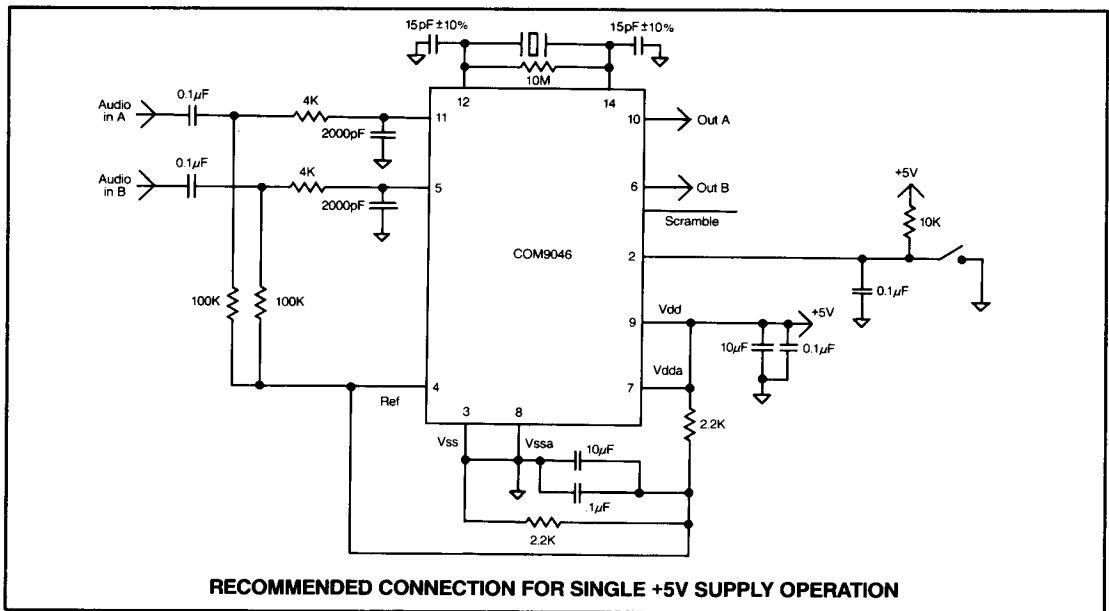 15pF±10%
15pF±10%
10M
12
14
Audio
in A
0.1μF
4K
11
2000pF
10
Out A
Audio
in B
0.1μF
4K
5
2000pF
6
Out B
Scramble
+5V
10K
COM9046
2
0.1μF
100K
100K
Vdd
9
+5V
10μF
0.1μF
Vdda
7
4
Ref
3
8
Vss
Vssa
2.2K
10μF
.1μF
2.2K
RECOMMENDED CONNECTION FOR SINGLE +5V SUPPLY OPERATION